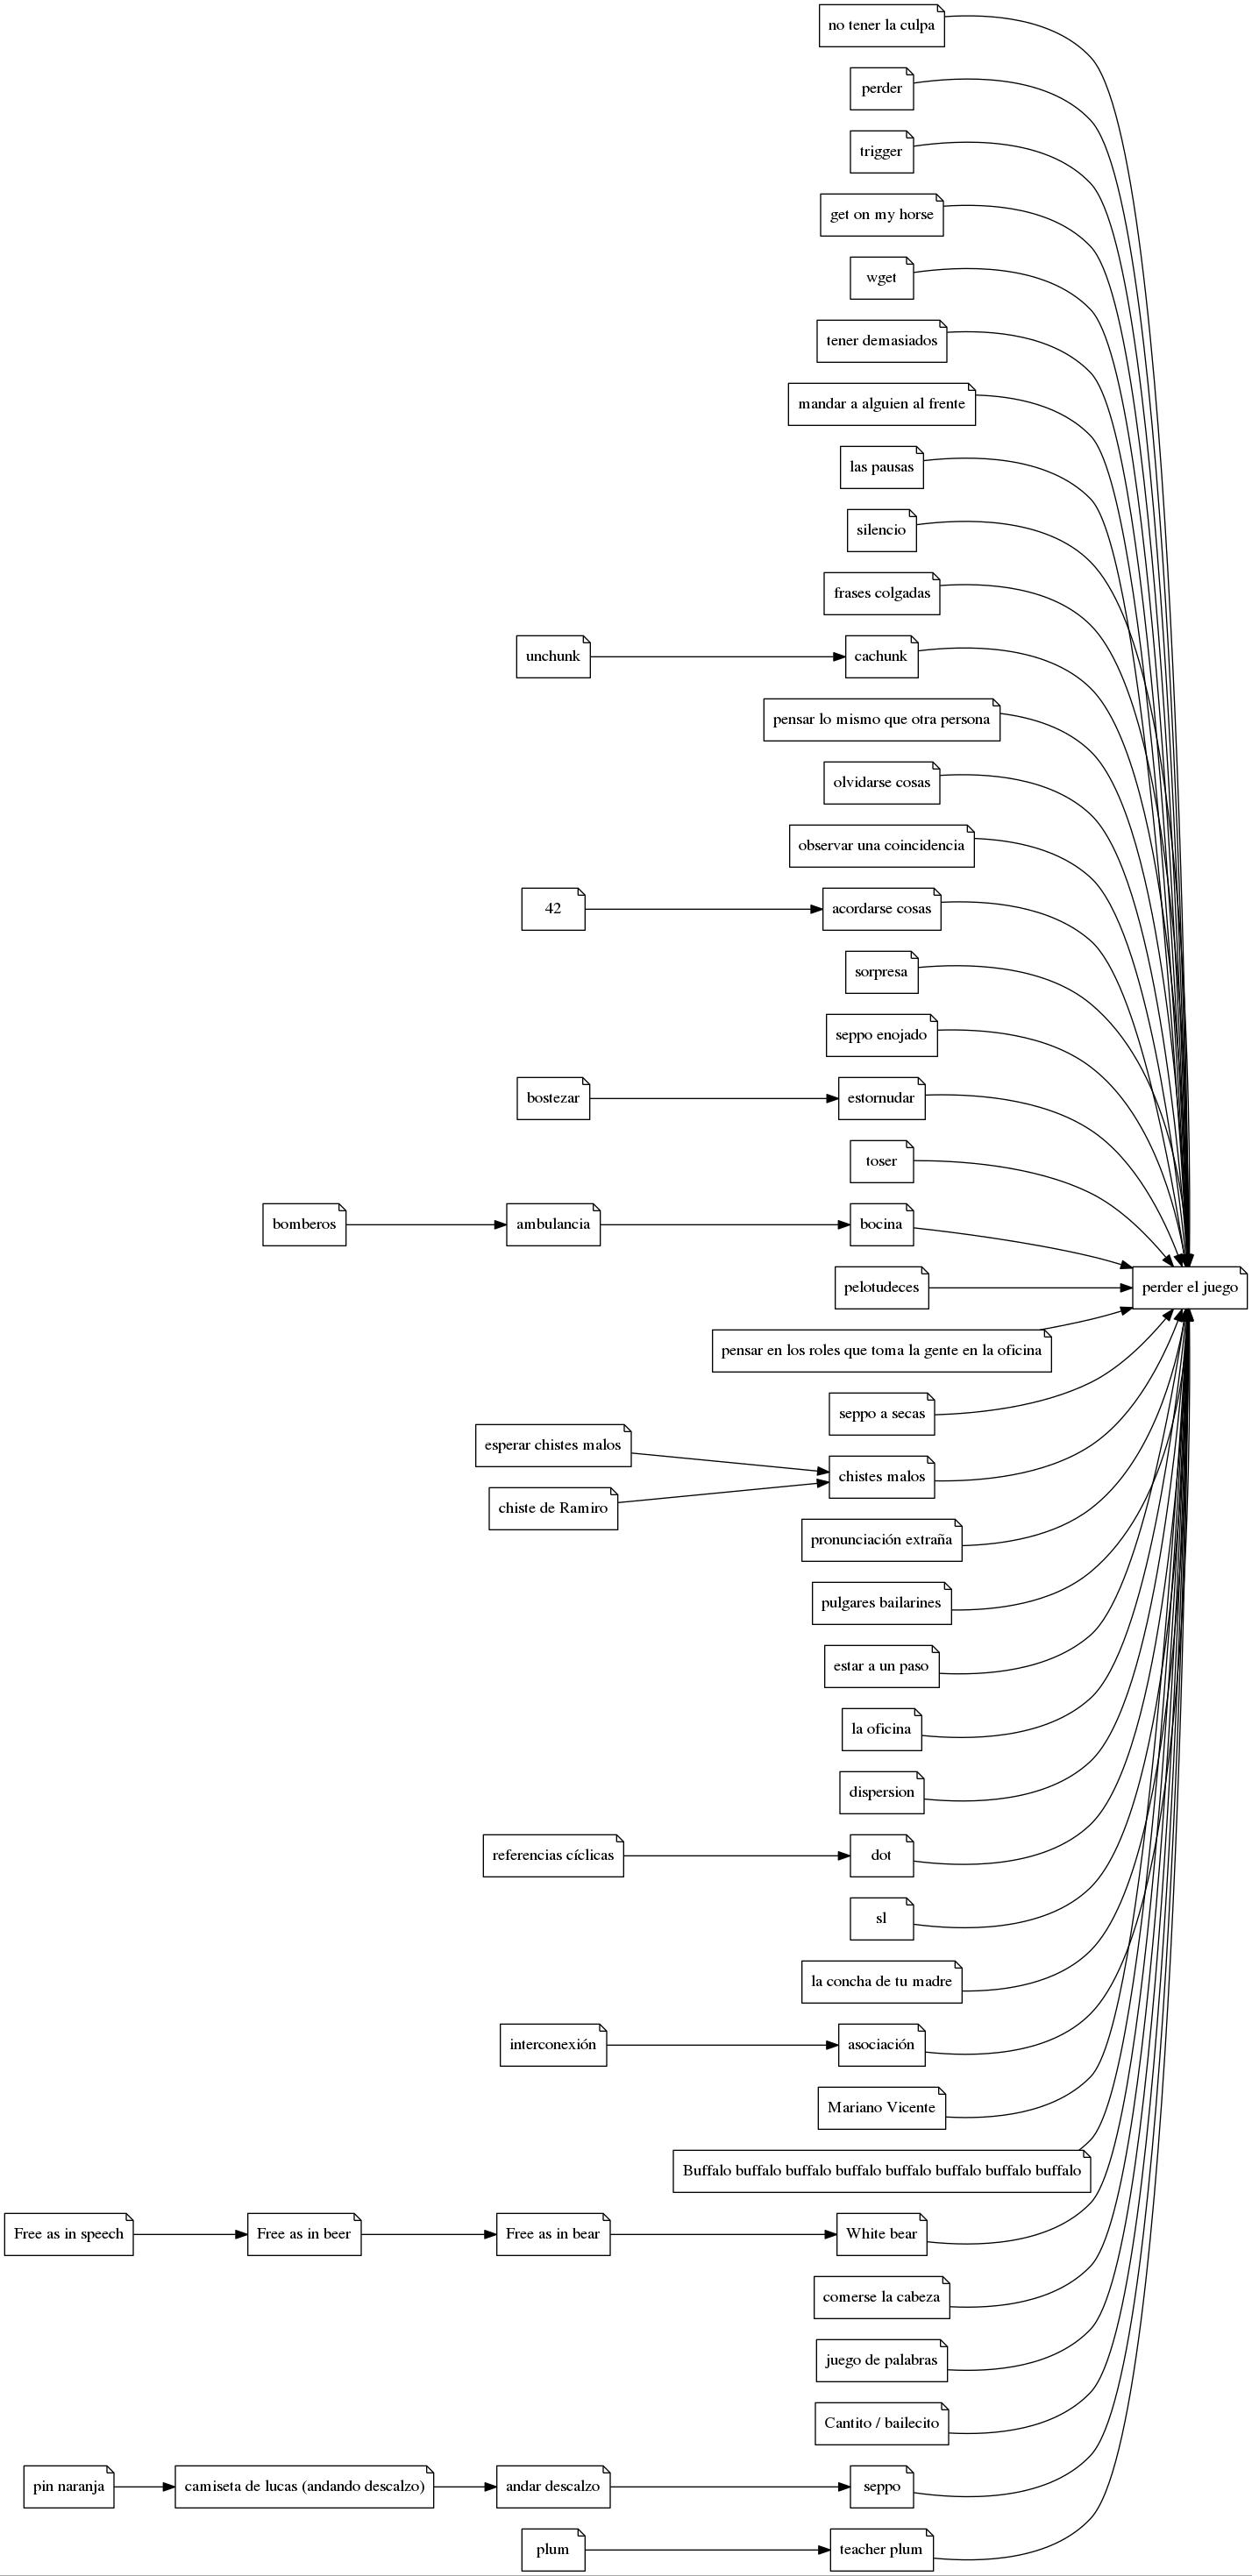 no tener la culpa
perder
trigger
get on my horse
wget
tener demasiados
mandar a alguien al frente
las pausas
silencio
frases colgadas
unchunk
cachunk
pensar lo mismo que otra persona
olvidarse cosas
observar una coincidencia
42
acordarse cosas
sorpresa
seppo enojado
bostezar
estornudar
toser
bomberos
ambulancia
bocina
pelotudeces
perder el juego
pensar en los roles que toma la gente en la oficina
seppo a secas
esperar chistes malos
chistes malos
chiste de Ramiro
pronunciación extraña
pulgares bailarines
estar a un paso
la oficina
dispersion
referencias cíclicas
dot
sl
la concha de tu madre
interconexión
asociación
Mariano Vicente
Buffalo buffalo buffalo buffalo buffalo buffalo buffalo buffalo
Free as in speech
Free as in beer
Free as in bear
White bear
comerse la cabeza
juego de palabras
Cantito / bailecito
pin naranja
camiseta de lucas (andando descalzo)
andar descalzo
seppo
plum
teacher plum